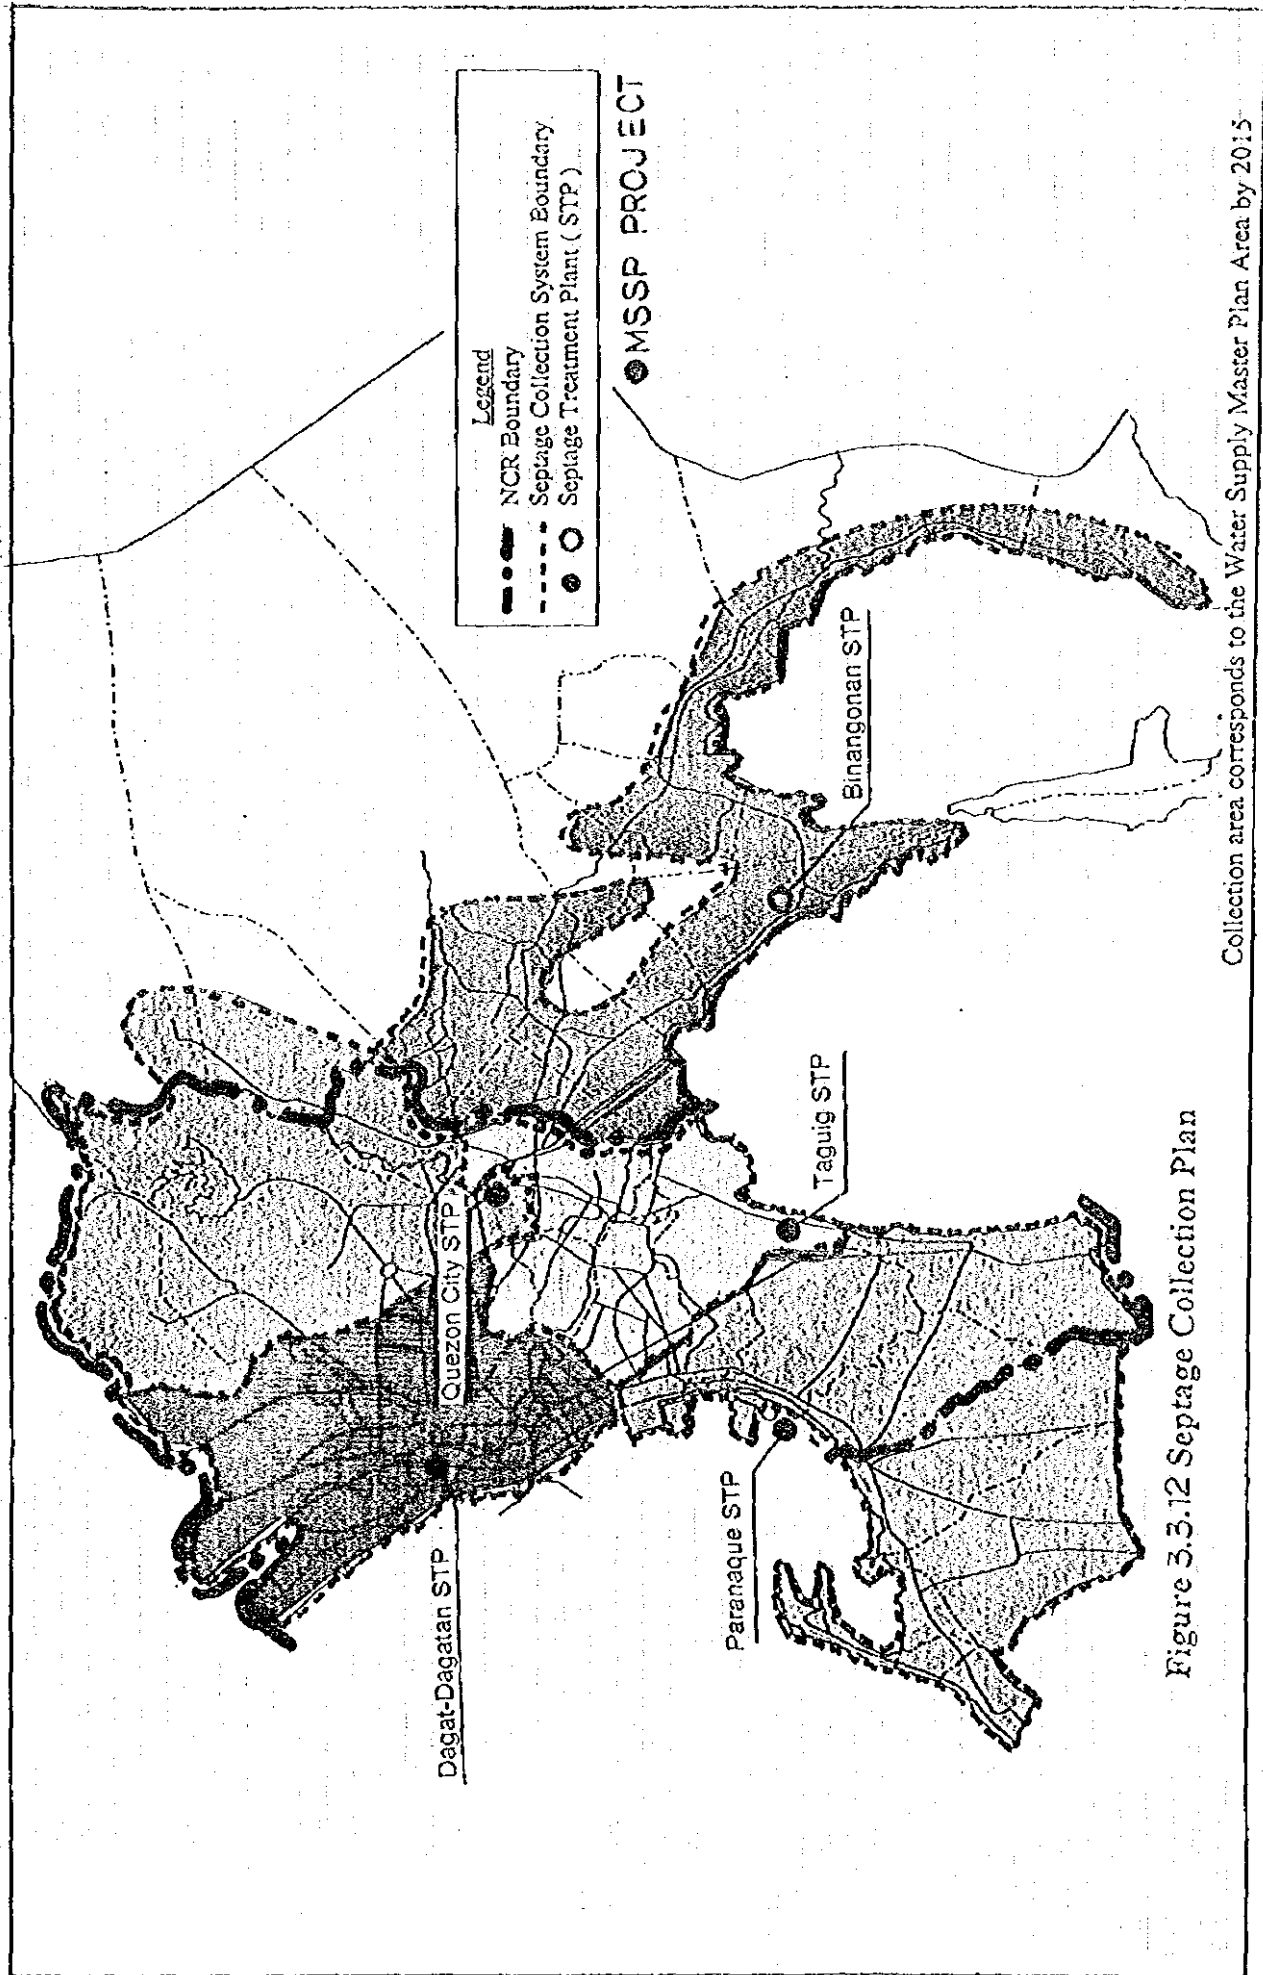 Legend
NCR Boundary
Septage Collection System Boundary
Septage Treatment Plant ( STP )
MSSP PROJECT
Quezon City STP
Dagat-Dagatan STP
Binangonan STP
Taguig STP
Paranaque STP
Collection area corresponds to the Water Supply Master Plan Area by 2015
Figure 3.3.12 Septage Collection Plan